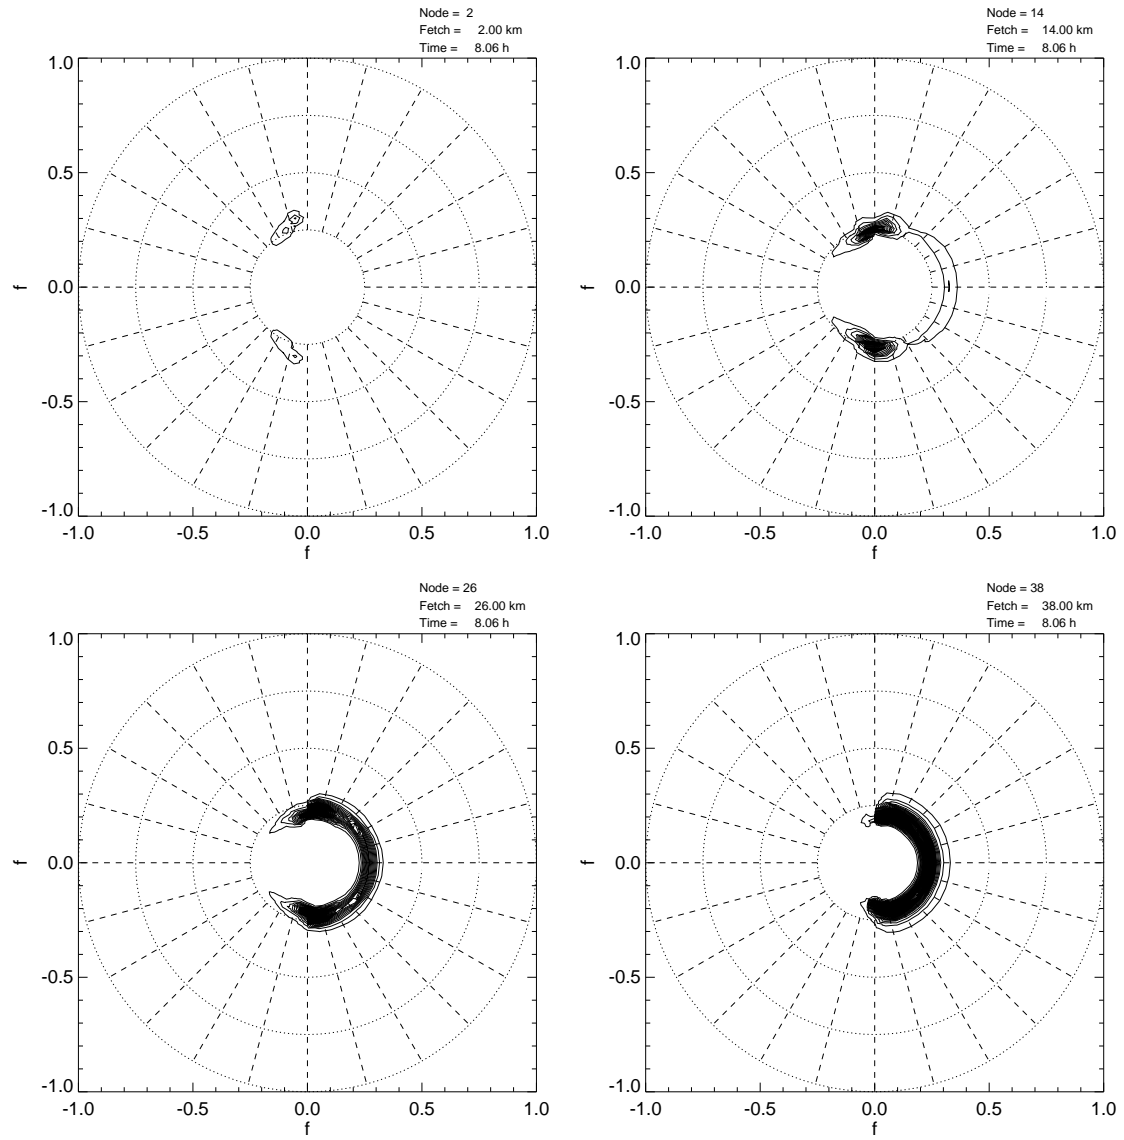 Node = 2
Fetch = 2.00 km
Time = 8.06 h
1.0
0.5
0.0
-0.5
-1.0
f
-1.0 -0.5 0.0 0.5 1.0
f
Node = 14
Fetch = 14.00 km
Time = 8.06 h
1.0
0.5
0.0
-0.5
-1.0
f
-1.0 -0.5 0.0 0.5 1.0
f
Node = 26
Fetch = 26.00 km
Time = 8.06 h
1.0
0.5
0.0
-0.5
-1.0
f
-1.0 -0.5 0.0 0.5 1.0
f
Node = 38
Fetch = 38.00 km
Time = 8.06 h
1.0
0.5
0.0
-0.5
-1.0
f
-1.0 -0.5 0.0 0.5 1.0
f